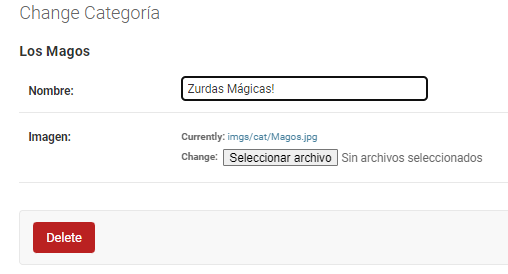 Change Categoría
Los Magos
Nombre: Zurdas Mágicas!
Imagen: Currently: imgs/cat/Magos.jpg
Change: Seleccionar archivo Sin archivos seleccionados
Delete